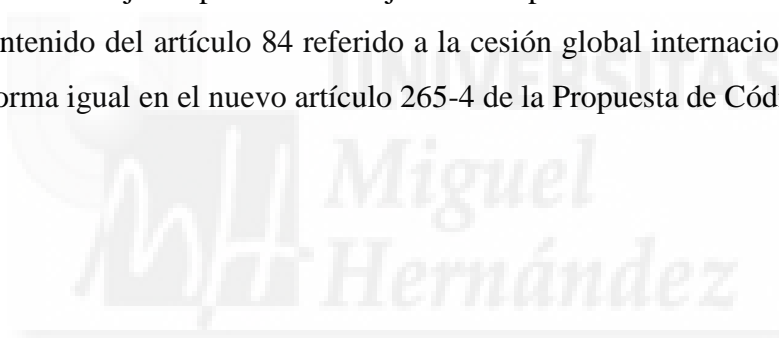 ntenido del artículo 84 referido a la cesión global internacio
orma igual en el nuevo artículo 265-4 de la Propuesta de Cód
UNIVERSITAS
Miguel
Hernández